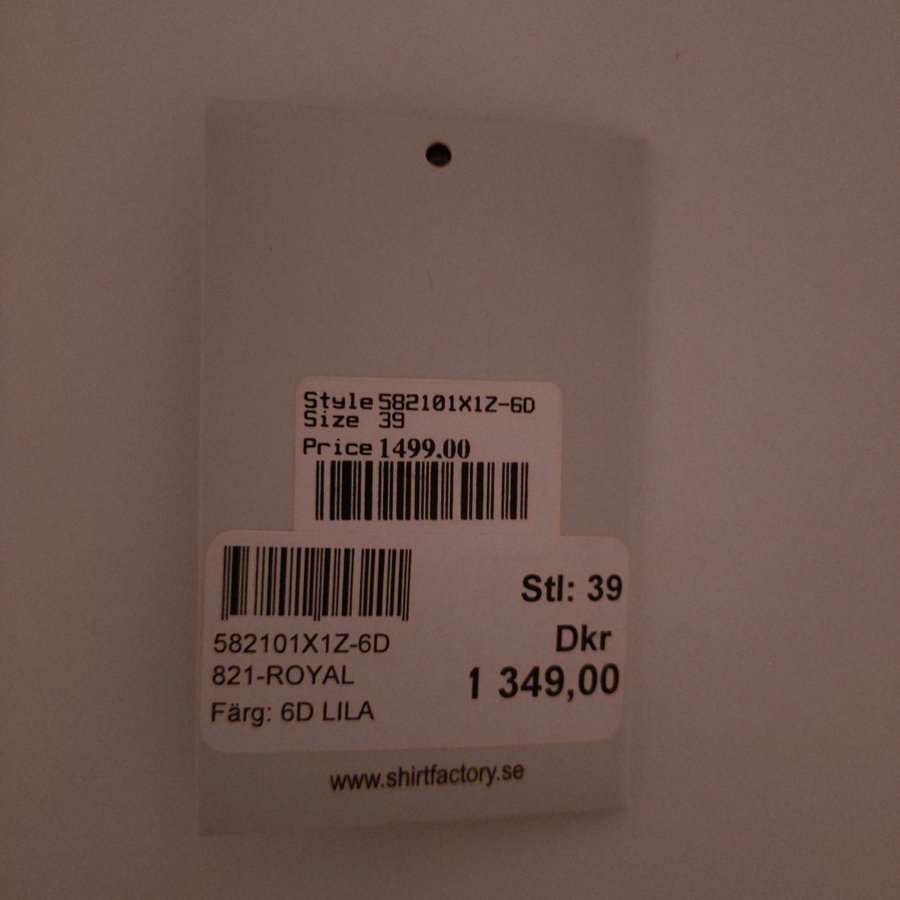 Style 582101X1Z-6D
Size 39
Price 1499.00
Stl: 39
582101X1Z-6D
Dkr
821-ROYAL
1 349,00
Färg: 6D LILA
www.shirtfactory.se